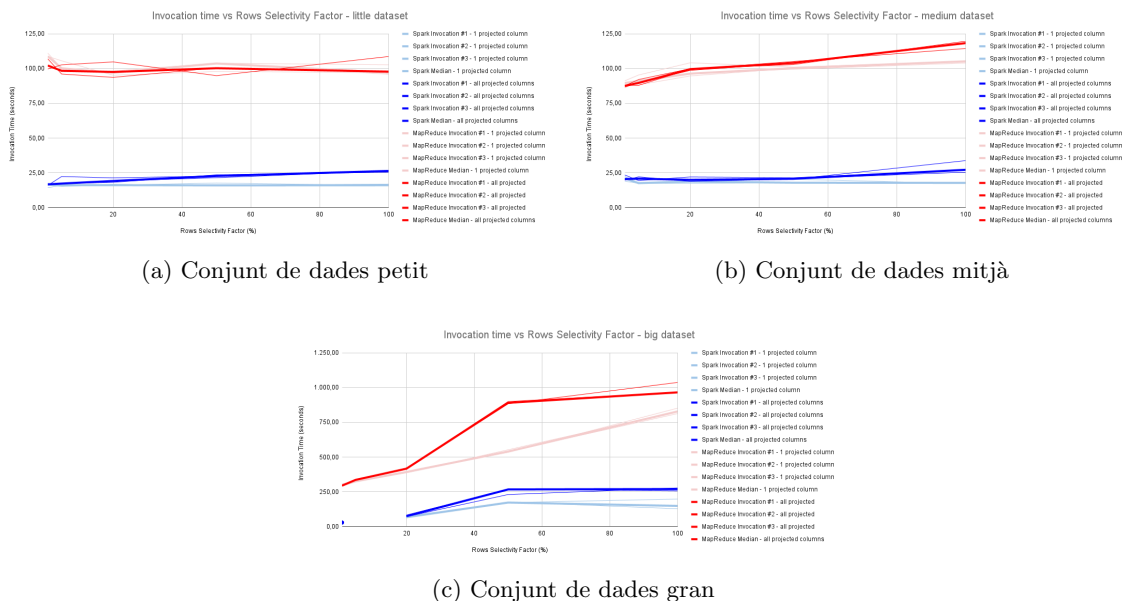 Invocation time vs Rows Selectivity Factor - little dataset
125,00
100,00
75,00
50,00
25,00
0,00
20
40
60
80
100
Invocation Time (seconds)
Rows Selectivity Factor (%)
Spark Invocation #1 - 1 projected column
Spark Invocation #2 - 1 projected column
Spark Invocation #3 - 1 projected column
Spark Median - 1 projected column
Spark Invocation #1 - all projected columns
Spark Invocation #2 - all projected columns
Spark Invocation #3 - all projected columns
Spark Median - all projected columns
MapReduce Invocation #1 - 1 projected column
MapReduce Invocation #2 - 1 projected column
MapReduce Invocation #3 - 1 projected column
MapReduce Median - 1 projected column
MapReduce Invocation #1 - all projected
MapReduce Invocation #2 - all projected
MapReduce Invocation #3 - all projected
MapReduce Median - all projected columns
(a) Conjunt de dades petit
Invocation time vs Rows Selectivity Factor - medium dataset
125,00
100,00
75,00
50,00
25,00
0,00
20
40
60
80
100
Invocation Time (seconds)
Rows Selectivity Factor (%)
Spark Invocation #1 - 1 projected column
Spark Invocation #2 - 1 projected column
Spark Invocation #3 - 1 projected column
Spark Median - 1 projected column
Spark Invocation #1 - all projected columns
Spark Invocation #2 - all projected columns
Spark Invocation #3 - all projected columns
Spark Median - all projected columns
MapReduce Invocation #1 - 1 projected column
MapReduce Invocation #2 - 1 projected column
MapReduce Invocation #3 - 1 projected column
MapReduce Median - 1 projected column
MapReduce Invocation #1 - all projected
MapReduce Invocation #2 - all projected
MapReduce Invocation #3 - all projected
MapReduce Median - all projected columns
(b) Conjunt de dades mitjà
Invocation time vs Rows Selectivity Factor - big dataset
1.250,00
1.000,00
750,00
500,00
250,00
0,00
20
40
60
80
100
Invocation Time (seconds)
Rows Selectivity Factor (%)
Spark Invocation #1 - 1 projected column
Spark Invocation #2 - 1 projected column
Spark Invocation #3 - 1 projected column
Spark Median - 1 projected column
Spark Invocation #1 - all projected columns
Spark Invocation #2 - all projected columns
Spark Invocation #3 - all projected columns
Spark Median - all projected columns
MapReduce Invocation #1 - 1 projected column
MapReduce Invocation #2 - 1 projected column
MapReduce Invocation #3 - 1 projected column
MapReduce Median - 1 projected column
MapReduce Invocation #1 - all projected
MapReduce Invocation #2 - all projected
MapReduce Invocation #3 - all projected
MapReduce Median - all projected columns
(c) Conjunt de dades gran